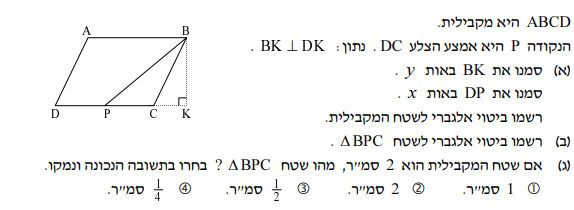 ABCD היא מקבילית.
הנקודה P היא אמצע הצלע DC. נתון: BK ⊥ DK.
(א) סמנו את BK באות y.
סמנו את DP באות x.
רשמו ביטוי אלגברי לשטח המקבילית.
(ב) רשמו ביטוי אלגברי לשטח ΔBPC.
(ג) אם שטח המקבילית הוא 2 סמ״ר, מהו שטח ΔBPC? בחרו בתשובה הנכונה ונמקו.
① 1 סמ״ר. ② 2 סמ״ר. ③ 1/2 סמ״ר. ④ 1/4 סמ״ר.
A B
D P C K